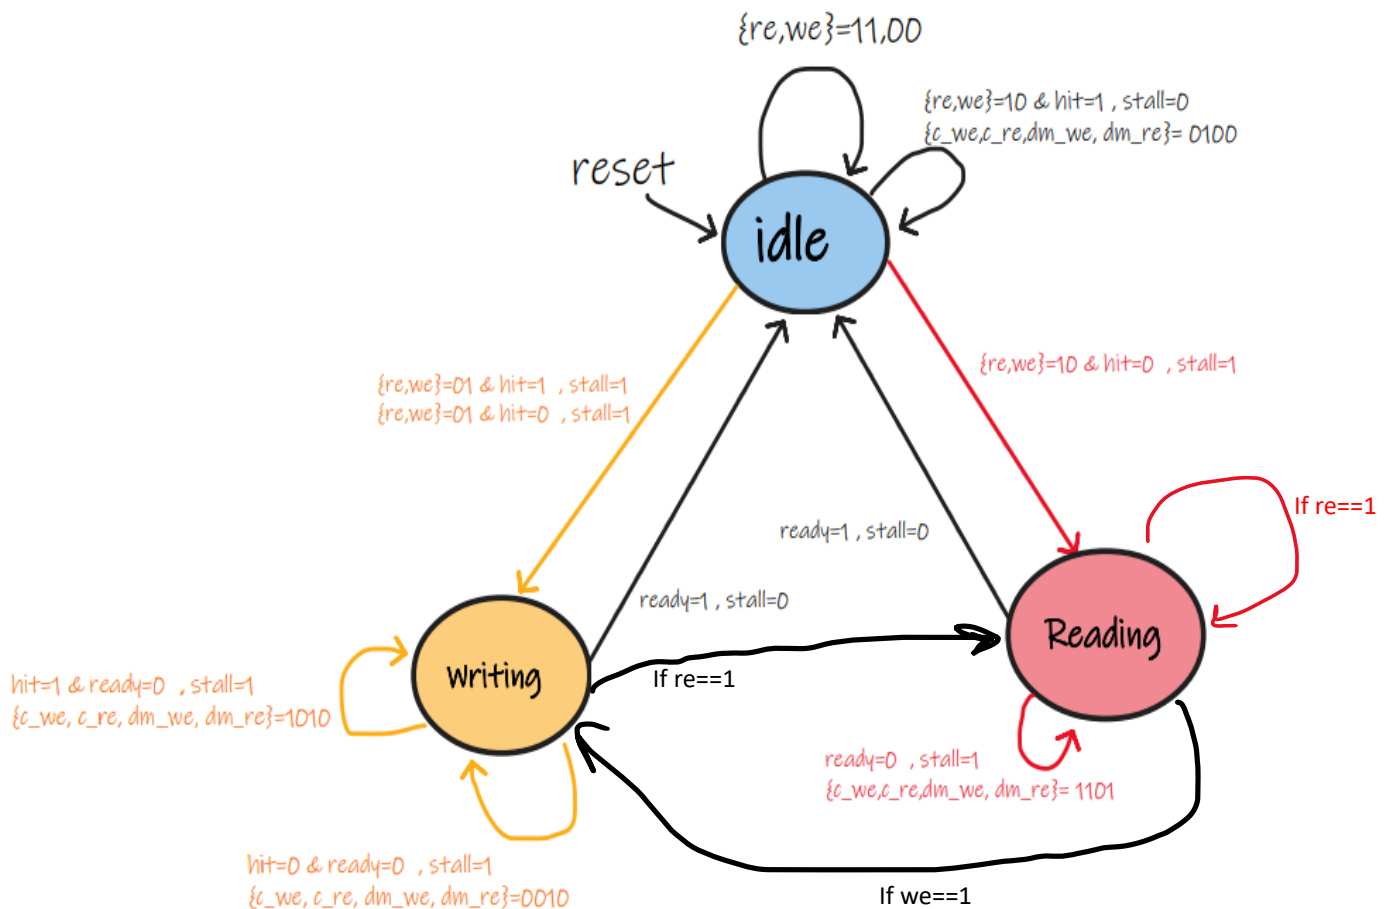 {re,we}=11,00
{re,we}=10 & hit=1 , stall=0
{c_we,c_re,dm_we, dm_re}= 0100
reset
idle
{re,we}=10 & hit=0 , stall=1
{re,we}=01 & hit=1 , stall=1
{re,we}=01 & hit=0 , stall=1
If re==1
ready=1 , stall=0
ready=1 , stall=0
Reading
Writing
If re==1
hit=1 & ready=0 , stall=1
{c_we, c_re, dm_we, dm_re}=1010
ready=0 , stall=1
{c_we,c_re,dm_we, dm_re}= 1101
hit=0 & ready=0 , stall=1
{c_we, c_re, dm_we, dm_re}=0010
If we==1